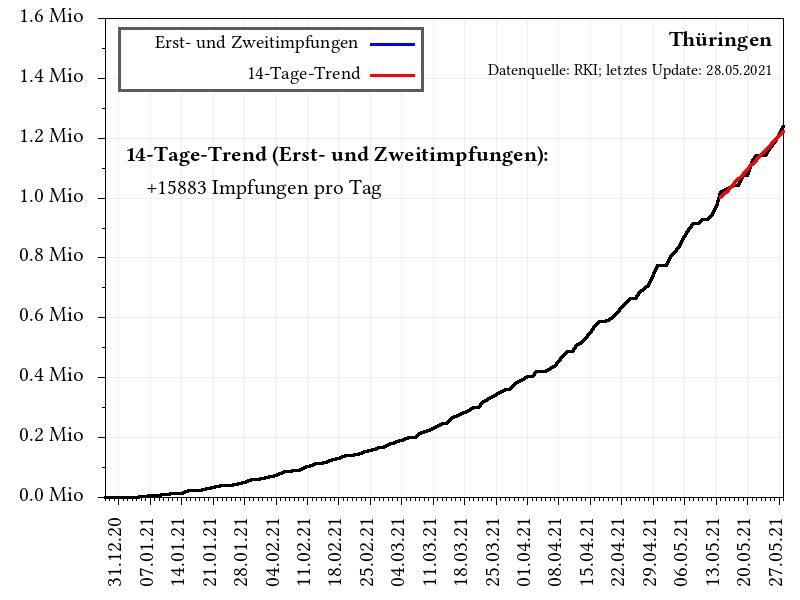 1.6 Mio
1.4 Mio
1.2 Mio
1.0 Mio
0.8 Mio
0.6 Mio
0.4 Mio
0.2 Mio
0.0 Mio
Erst- und Zweitimpfungen
14-Tage-Trend
Thüringen
Datenquelle: RKI; letztes Update: 28.05.2021
14-Tage-Trend (Erst- und Zweitimpfungen):
+15883 Impfungen pro Tag
31.12.20
07.01.21
14.01.21
21.01.21
28.01.21
04.02.21
11.02.21
18.02.21
25.02.21
04.03.21
11.03.21
18.03.21
25.03.21
01.04.21
08.04.21
15.04.21
22.04.21
29.04.21
06.05.21
13.05.21
20.05.21
27.05.21